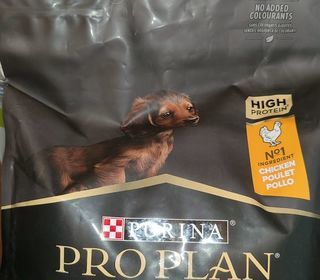 NO ADDED
COLOURANTS
HIGH
PROTEIN
Nº1
INGREDIENT
CHICKEN
POULET
POLLO
PURINA®
PRO PLAN®